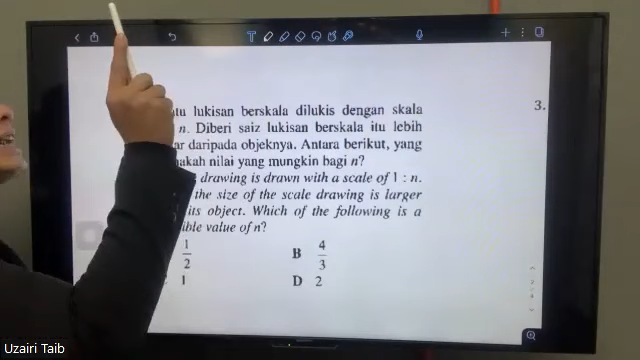 tu lukisan berskala dilukis dengan skala
n. Diberi saiz lukisan berskala itu lebih
ar daripada objeknya. Antara berikut, yang
akah nilai yang mungkin bagi n?
drawing is drawn with a scale of 1 : n.
the size of the scale drawing is larger
its object. Which of the following is a
ible value of n?
1/2
B 4/3
1
D 2
3.
Uzairi Taib